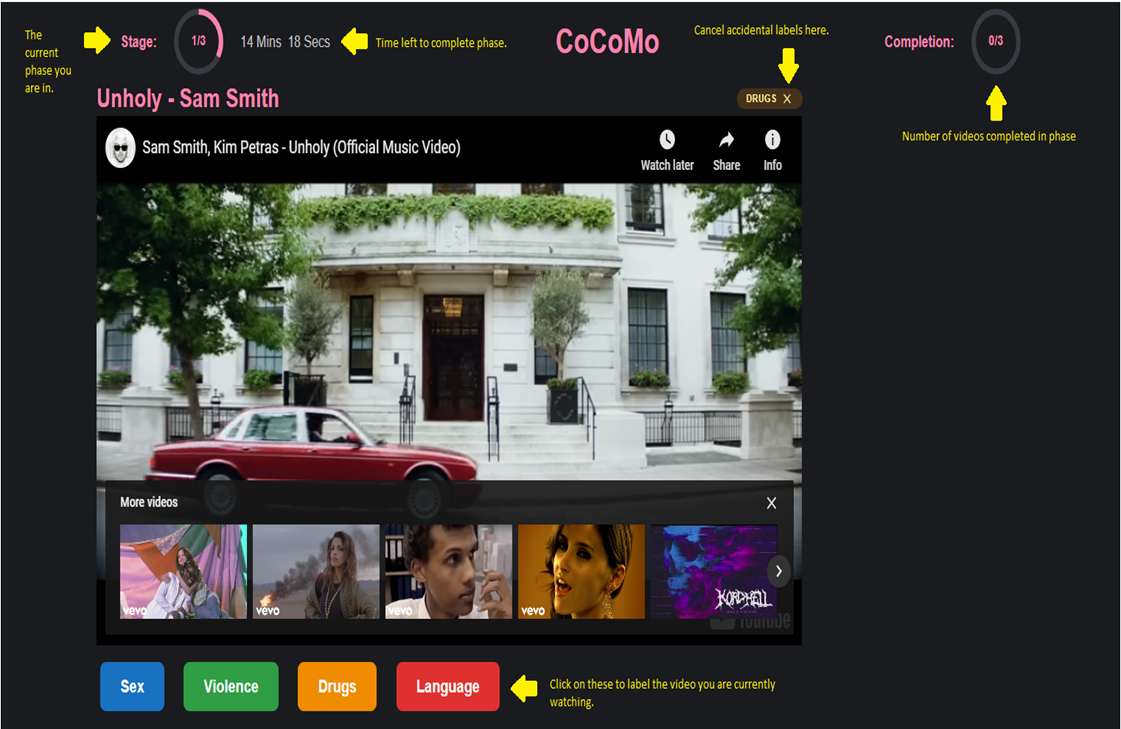 The
current
phase you
are in.
Stage:
1/3
14 Mins 18 Secs
Time left to complete phase.
CoCoMo
Cancel accidental labels here.
Completion:
0/3
Number of videos completed in phase
Unholy - Sam Smith
DRUGS X
Sam Smith, Kim Petras - Unholy (Official Music Video)
Watch later
Share
Info
More videos
X
vevo
vevo
vevo
vevo
KORDHELL
YouTube
Sex
Violence
Drugs
Language
Click on these to label the video you are currently
watching.